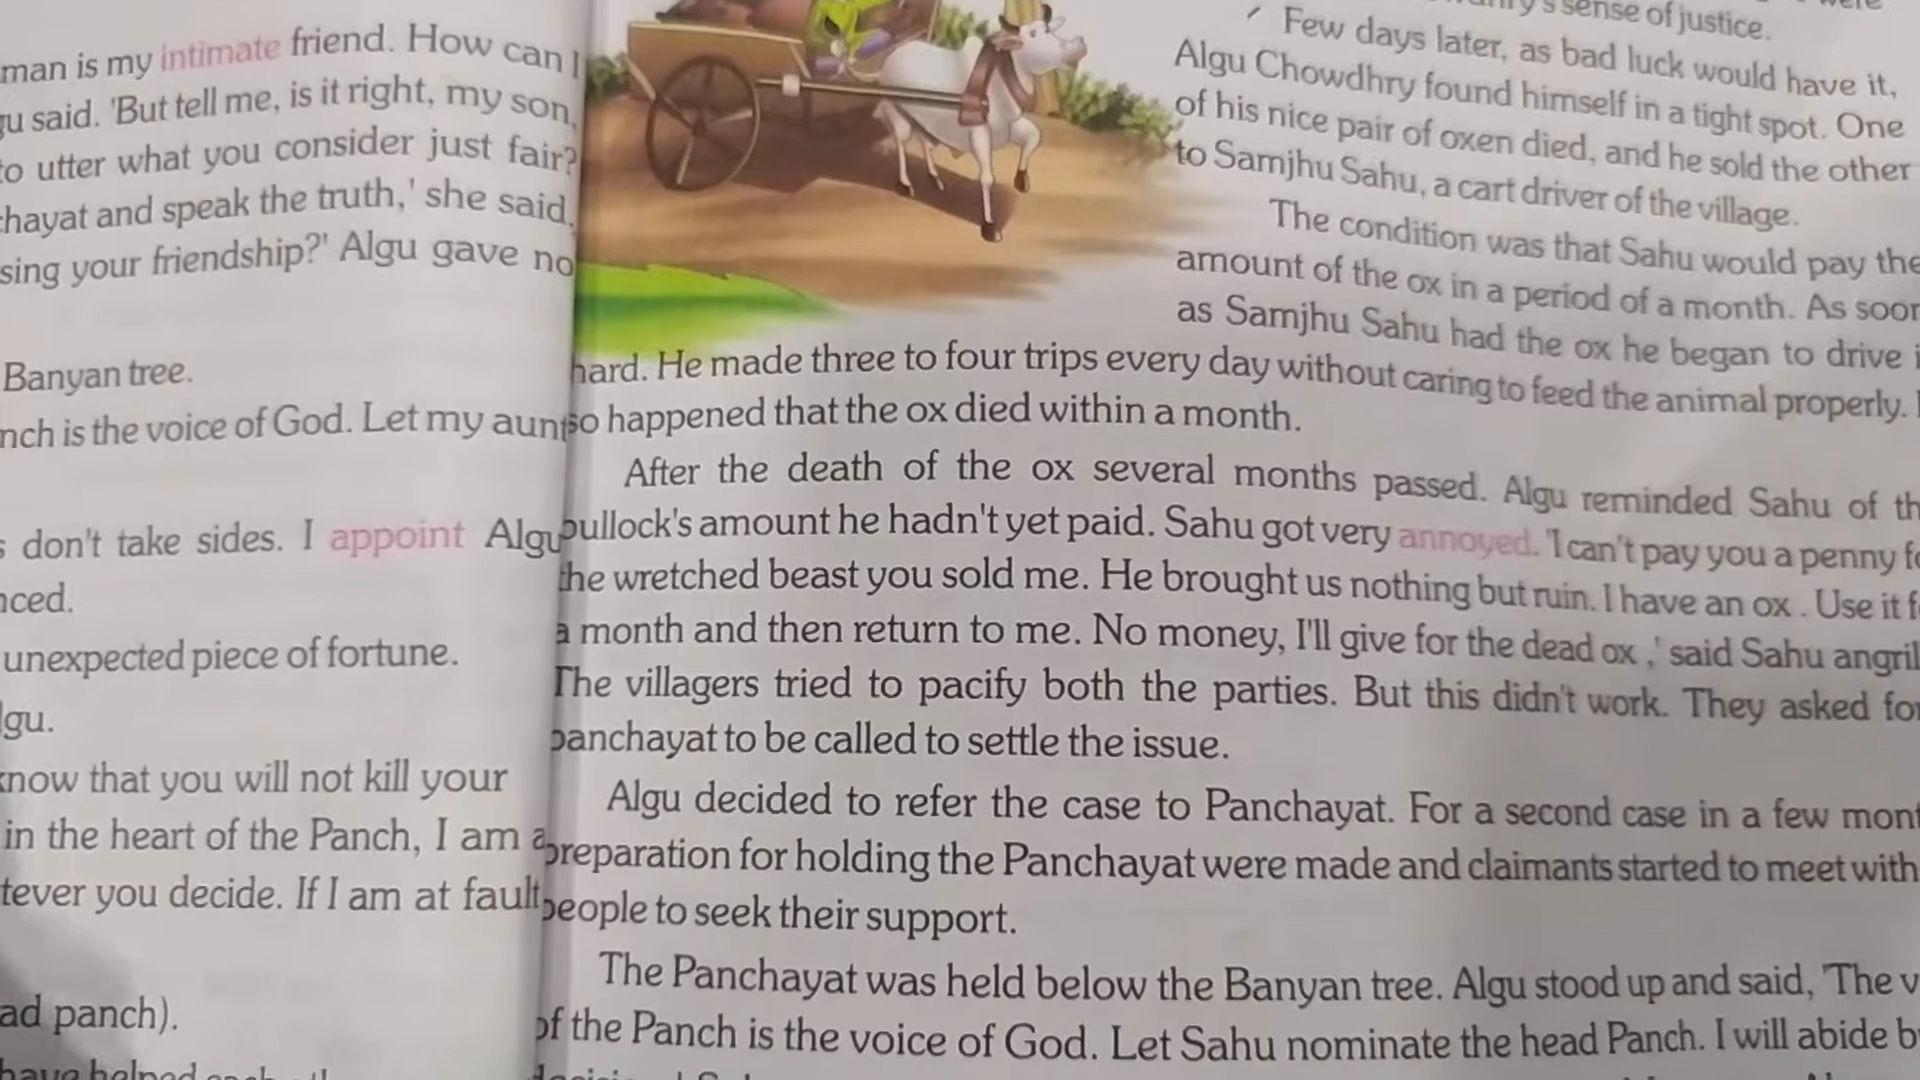 man is my intimate friend. How can I
said. 'But tell me, is it right, my son,
to utter what you consider just fair?
and speak the truth,' she said.
your friendship?' Algu gave no
Banyan tree.
is the voice of God. Let my aunt
don't take sides. I appoint Algu
unexpected piece of fortune.
know that you will not kill your
in the heart of the Panch, I am a
you decide. If I am at fault,
panch).
sense of justice.
Few days later, as bad luck would have it,
Algu Chowdhry found himself in a tight spot. One
of his nice pair of oxen died, and he sold the other
to Samjhu Sahu, a cart driver of the village.
The condition was that Sahu would pay the
amount of the ox in a period of a month. As soon
as Samjhu Sahu had the ox he began to drive
hard. He made three to four trips every day without caring to feed the animal properly.
so happened that the ox died within a month.
After the death of the ox several months passed. Algu reminded Sahu of
bullock's amount he hadn't yet paid. Sahu got very annoyed. 'I can't pay you a penny
the wretched beast you sold me. He brought us nothing but ruin. I have an ox . Use it
a month and then return to me. No money, I'll give for the dead ox ,' said Sahu
The villagers tried to pacify both the parties. But this didn't work. They asked for
panchayat to be called to settle the issue.
Algu decided to refer the case to Panchayat. For a second case in a few
preparation for holding the Panchayat were made and claimants started to meet with
people to seek their support.
The Panchayat was held below the Banyan tree. Algu stood up and said, 'The
of the Panch is the voice of God. Let Sahu nominate the head Panch. I will abide